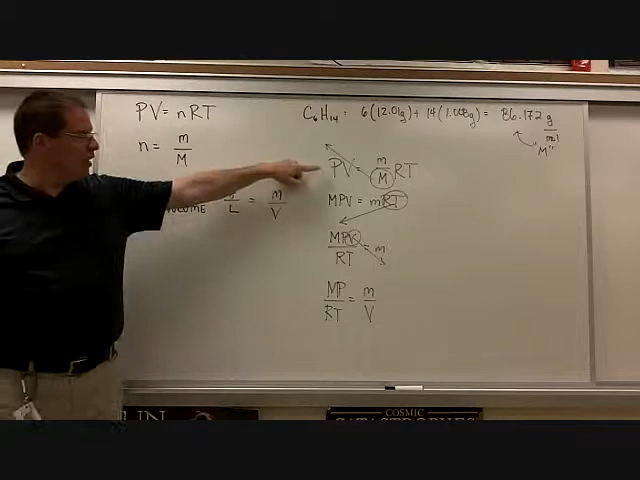 PV = nRT
n = m/M
L = m/V
C₆H₁₄ : 6(12.01g) + 14(1.008g) = 86.172 g/mol
M
PV = m/M RT
MPV = mRT
MPV/RT = m
MP/RT = m/V
COSMIC